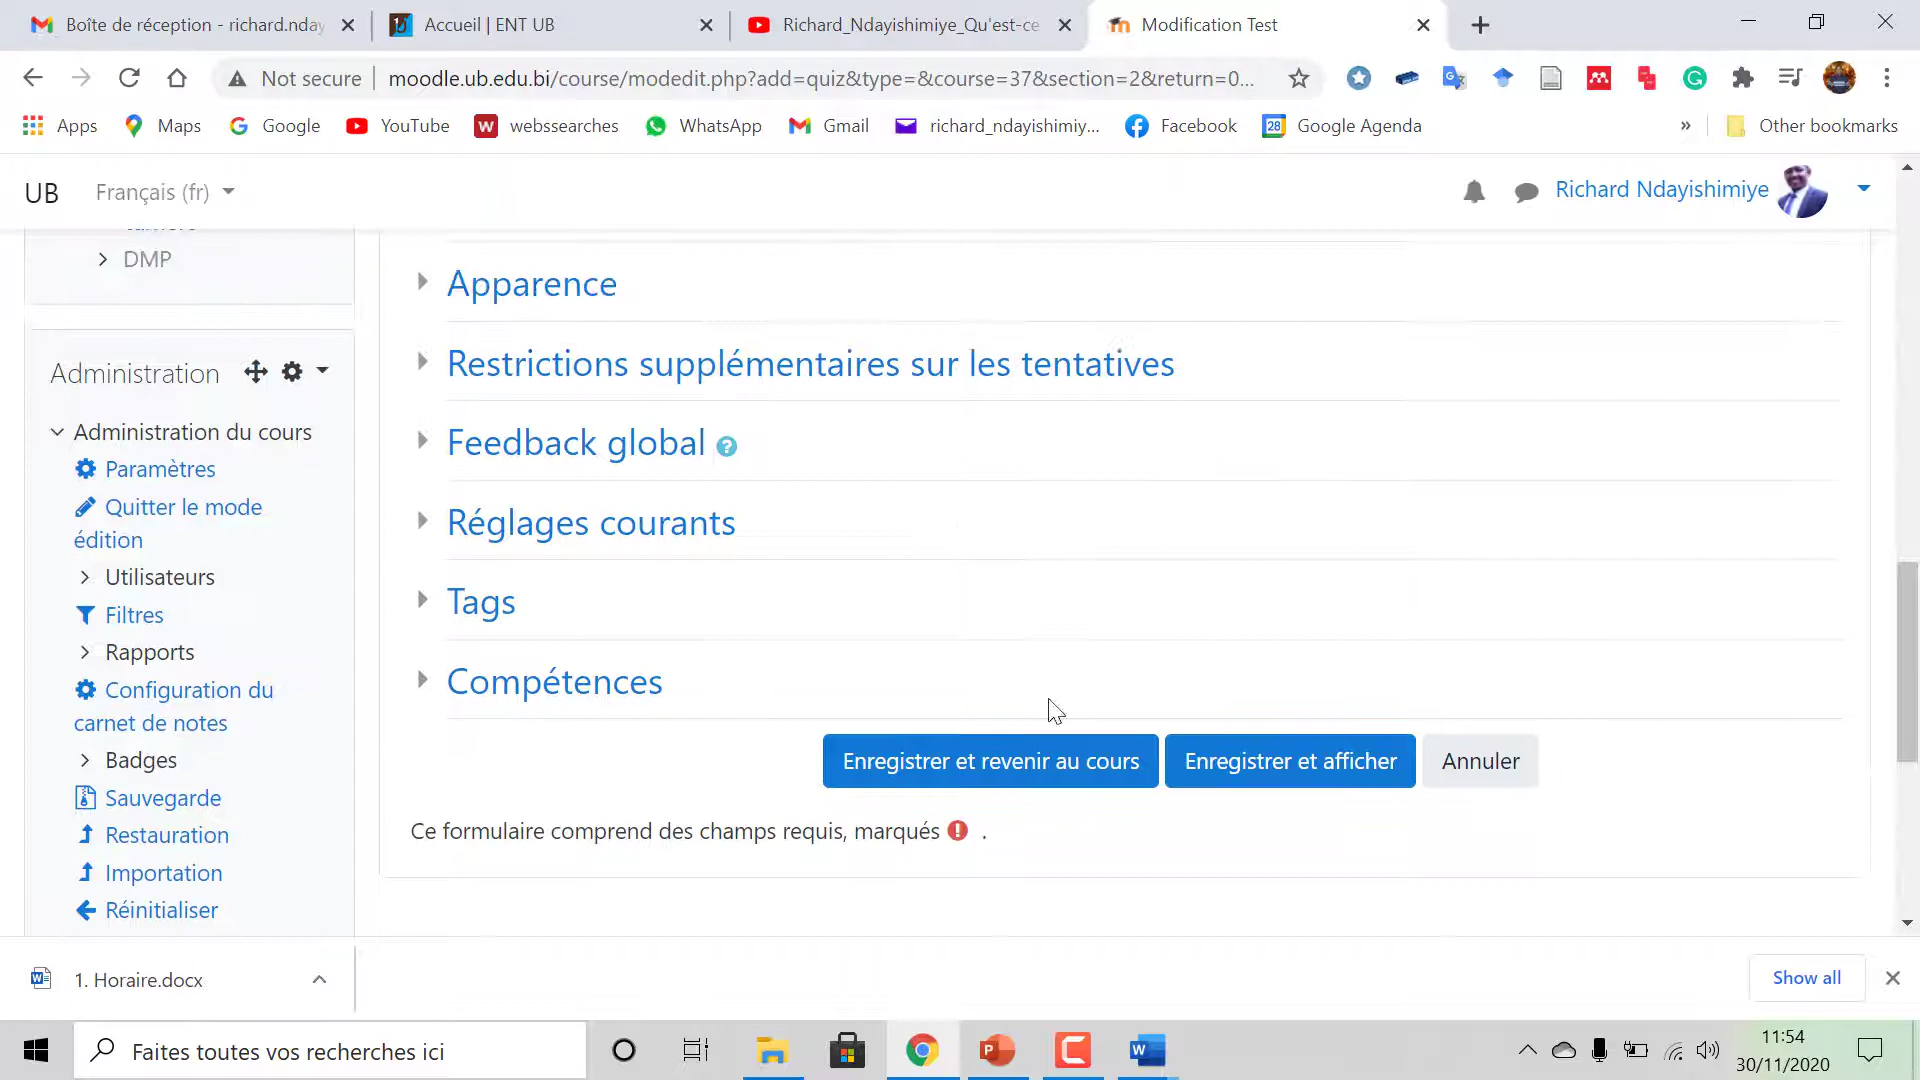 Boîte de réception - richard.nday
Accueil | ENT UB
Richard_Ndayishimiye_Qu'est-ce
Modification Test
Not secure
moodle.ub.edu.bi/course/modedit.php?add=quiz&type=&course=37&section=2&return=0...
Apps
Maps
Google
YouTube
webssearches
WhatsApp
Gmail
richard_ndayishimiy...
Facebook
Google Agenda
»
Other bookmarks
UB
Français (fr)
Richard Ndayishimiye
DMP
Administration
Administration du cours
Paramètres
Quitter le mode
édition
Utilisateurs
Filtres
Rapports
Configuration du
carnet de notes
Badges
Sauvegarde
Restauration
Importation
Réinitialiser
Apparence
Restrictions supplémentaires sur les tentatives
Feedback global
Réglages courants
Tags
Compétences
Enregistrer et revenir au cours
Enregistrer et afficher
Annuler
Ce formulaire comprend des champs requis, marqués .
1. Horaire.docx
Show all
Faites toutes vos recherches ici
11:54
30/11/2020